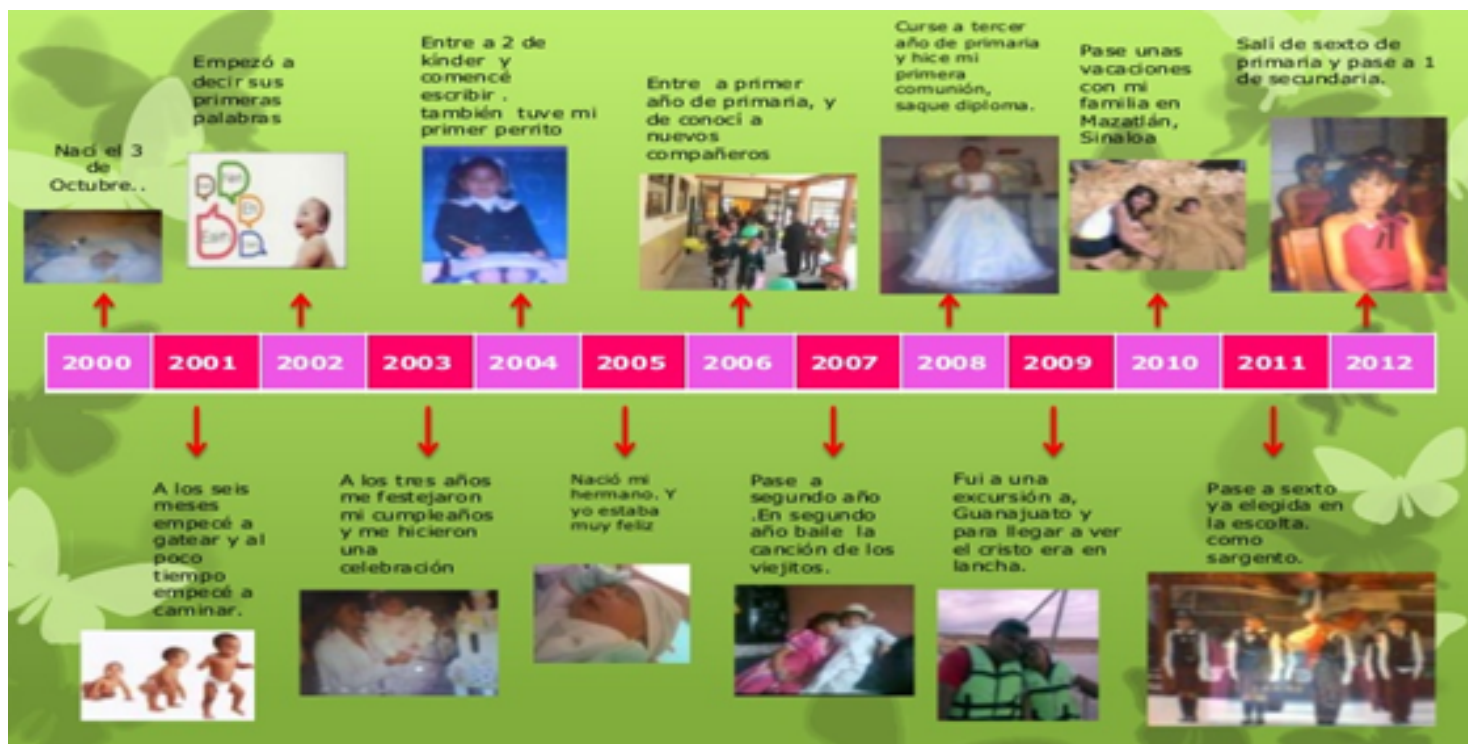 Nací el 3
de
Octubre..
Empezó a
decir sus
primeras
palabras
Entre a 2 de
kínder y
comencé
escribir .
también tuve mi
primer perrito
Entre a primer
año de primaria, y
de conocí a
nuevos
compañeros
Curse a tercer
año de primaria
y hice mi
primera
comunión,
saque diploma.
Pase unas
vacaciones
con mi
familia en
Mazatlán,
Sinaloa
Salí de sexto de
primaria y pase a 1
de secundaria.
2000 2001 2002 2003 2004 2005 2006 2007 2008 2009 2010 2011 2012
A los seis
meses
empecé a
gatear y al
poco
tiempo
empecé a
caminar.
A los tres años
me festejaron
mi cumpleaños
y me hicieron
una
celebración
Nació mi
hermano. Y
yo estaba
muy feliz
Pase a
segundo año
.En segundo
año baile la
canción de los
viejitos.
Fui a una
excursión a,
Guanajuato y
para llegar a ver
el cristo era en
lancha.
Pase a sexto
ya elegida en
la escolta.
como
sargento.